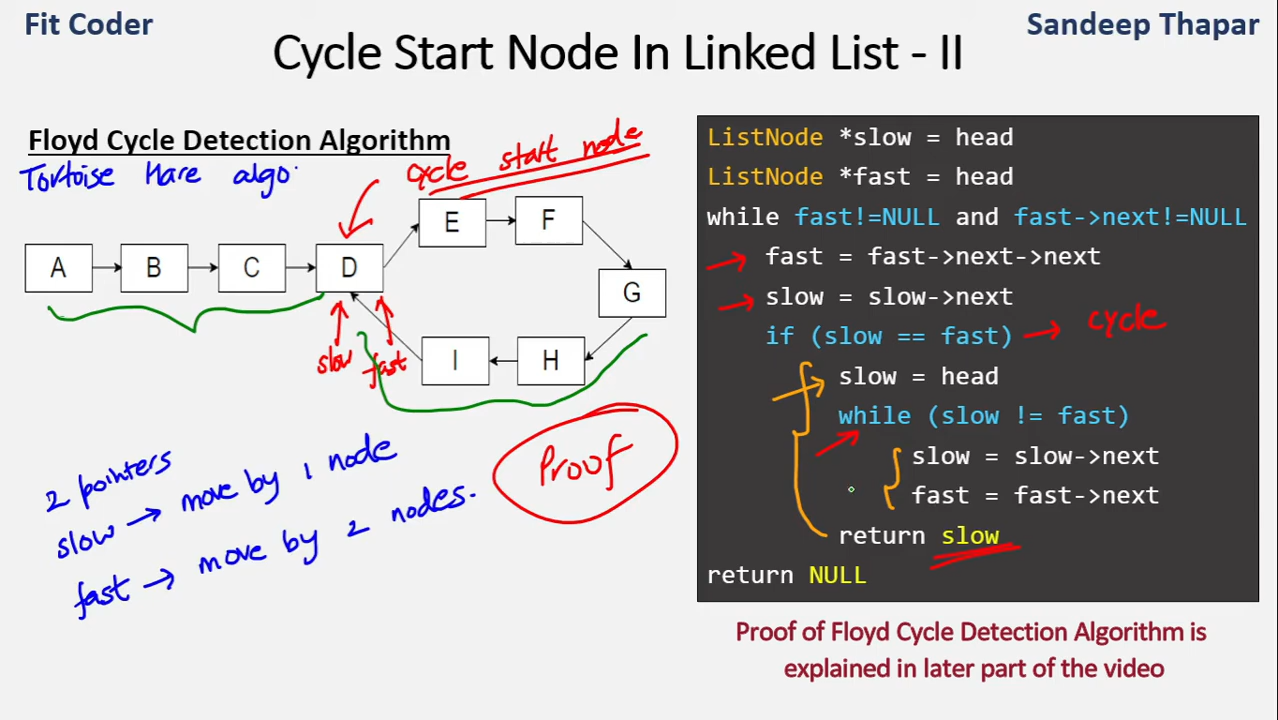 Fit Coder
Sandeep Thapar
Cycle Start Node In Linked List - II
Floyd Cycle Detection Algorithm
Tortoise Hare algo.
cycle start node
A
B
C
D
E
F
G
H
I
slow
fast
2 pointers
slow → move by 1 node
fast → move by 2 nodes.
Proof
ListNode *slow = head
ListNode *fast = head
while fast!=NULL and fast->next!=NULL
fast = fast->next->next
slow = slow->next
if (slow == fast) → cycle
slow = head
while (slow != fast)
slow = slow->next
fast = fast->next
return slow
return NULL
Proof of Floyd Cycle Detection Algorithm is
explained in later part of the video